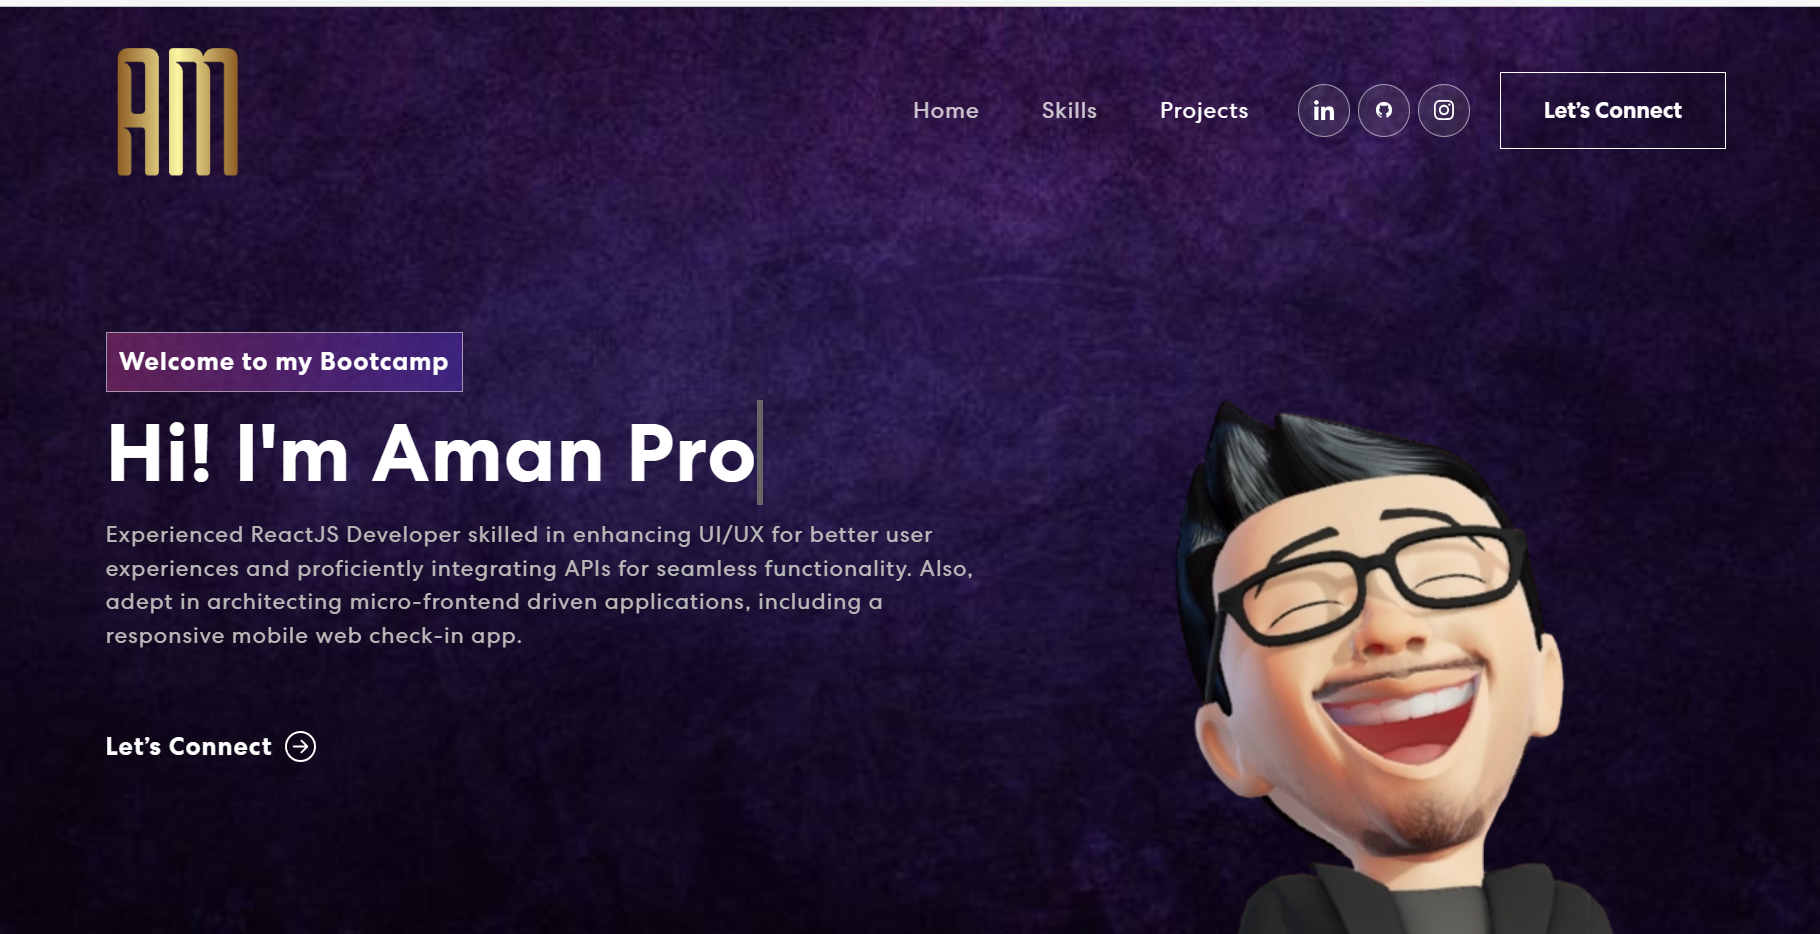 AM
Home Skills Projects in Let’s Connect
Welcome to my Bootcamp
Hi! I'm Aman Pro
Experienced ReactJS Developer skilled in enhancing UI/UX for better user
experiences and proficiently integrating APIs for seamless functionality. Also,
adept in architecting micro-frontend driven applications, including a
responsive mobile web check-in app.
Let’s Connect